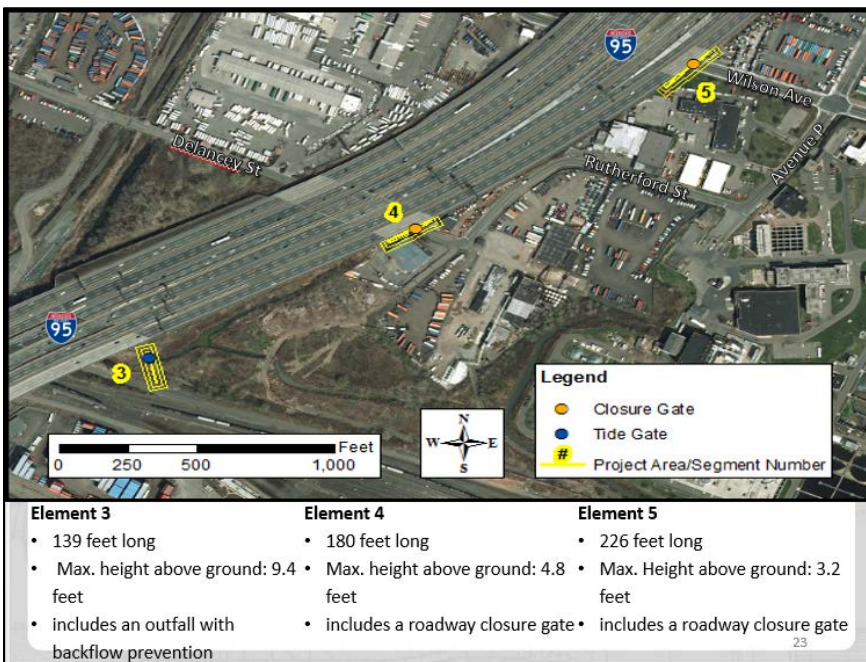 95
5
Wilson Ave
Delancey St
Avenue P
Rutherford St
4
95
3
Legend
Closure Gate
Tide Gate
# Project Area/Segment Number
N
W E
S
Feet
0 250 500 1,000
Element 3
• 139 feet long
• Max. height above ground: 9.4
feet
• includes an outfall with
backflow prevention
Element 4
• 180 feet long
• Max. height above ground: 4.8
feet
• includes a roadway closure gate
Element 5
• 226 feet long
• Max. Height above ground: 3.2
feet
• includes a roadway closure gate
23